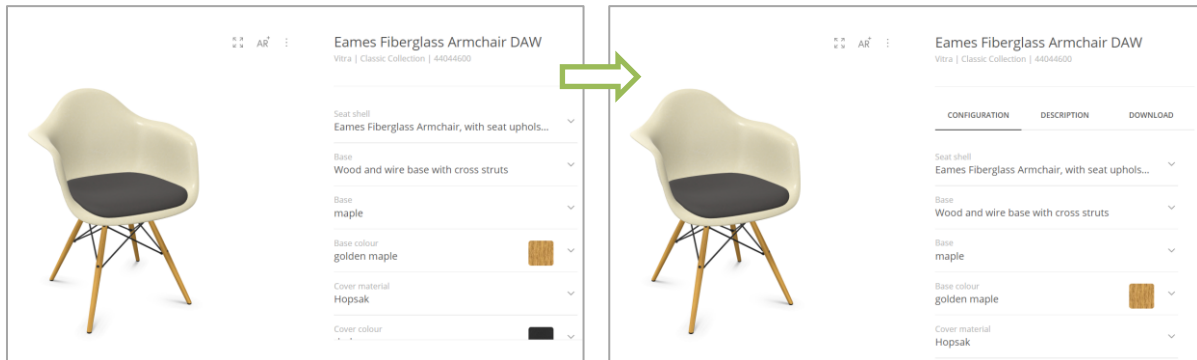 AR
Eames Fiberglass Armchair DAW
Vitra | Classic Collection | 44044600
Seat shell
Eames Fiberglass Armchair, with seat uphols...
Base
Wood and wire base with cross struts
Base
maple
Base colour
golden maple
Cover material
Hopsak
Cover colour
AR
Eames Fiberglass Armchair DAW
Vitra | Classic Collection | 44044600
CONFIGURATION DESCRIPTION DOWNLOAD
Seat shell
Eames Fiberglass Armchair, with seat uphols...
Base
Wood and wire base with cross struts
Base
maple
Base colour
golden maple
Cover material
Hopsak